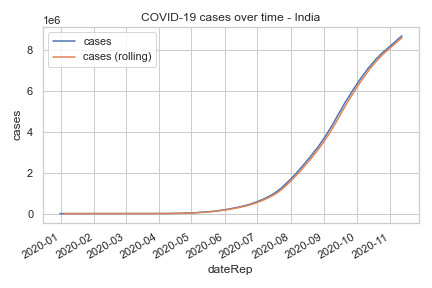 COVID-19 cases over time - India
1e6
cases
cases (rolling)
8
6
4
2
0
cases
2020-01
2020-02
2020-03
2020-04
2020-05
2020-06
2020-07
2020-08
2020-09
2020-10
2020-11
dateRep